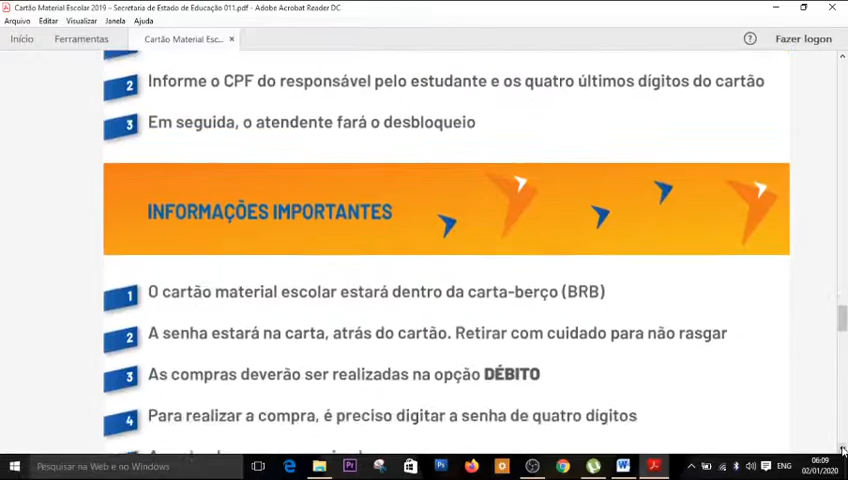 Cartão Material Escolar 2019 – Secretaria de Estado de Educação 011.pdf - Adobe Acrobat Reader DC
Arquivo Editar Visualizar Janela Ajuda
Início Ferramentas Cartão Material Esc... × Fazer logon
2 Informe o CPF do responsável pelo estudante e os quatro últimos dígitos do cartão
3 Em seguida, o atendente fará o desbloqueio
INFORMAÇÕES IMPORTANTES
1 O cartão material escolar estará dentro da carta-berço (BRB)
2 A senha estará na carta, atrás do cartão. Retirar com cuidado para não rasgar
3 As compras deverão ser realizadas na opção DÉBITO
4 Para realizar a compra, é preciso digitar a senha de quatro dígitos
Pesquisar na Web e no Windows
ENG
06:09
02/01/2020